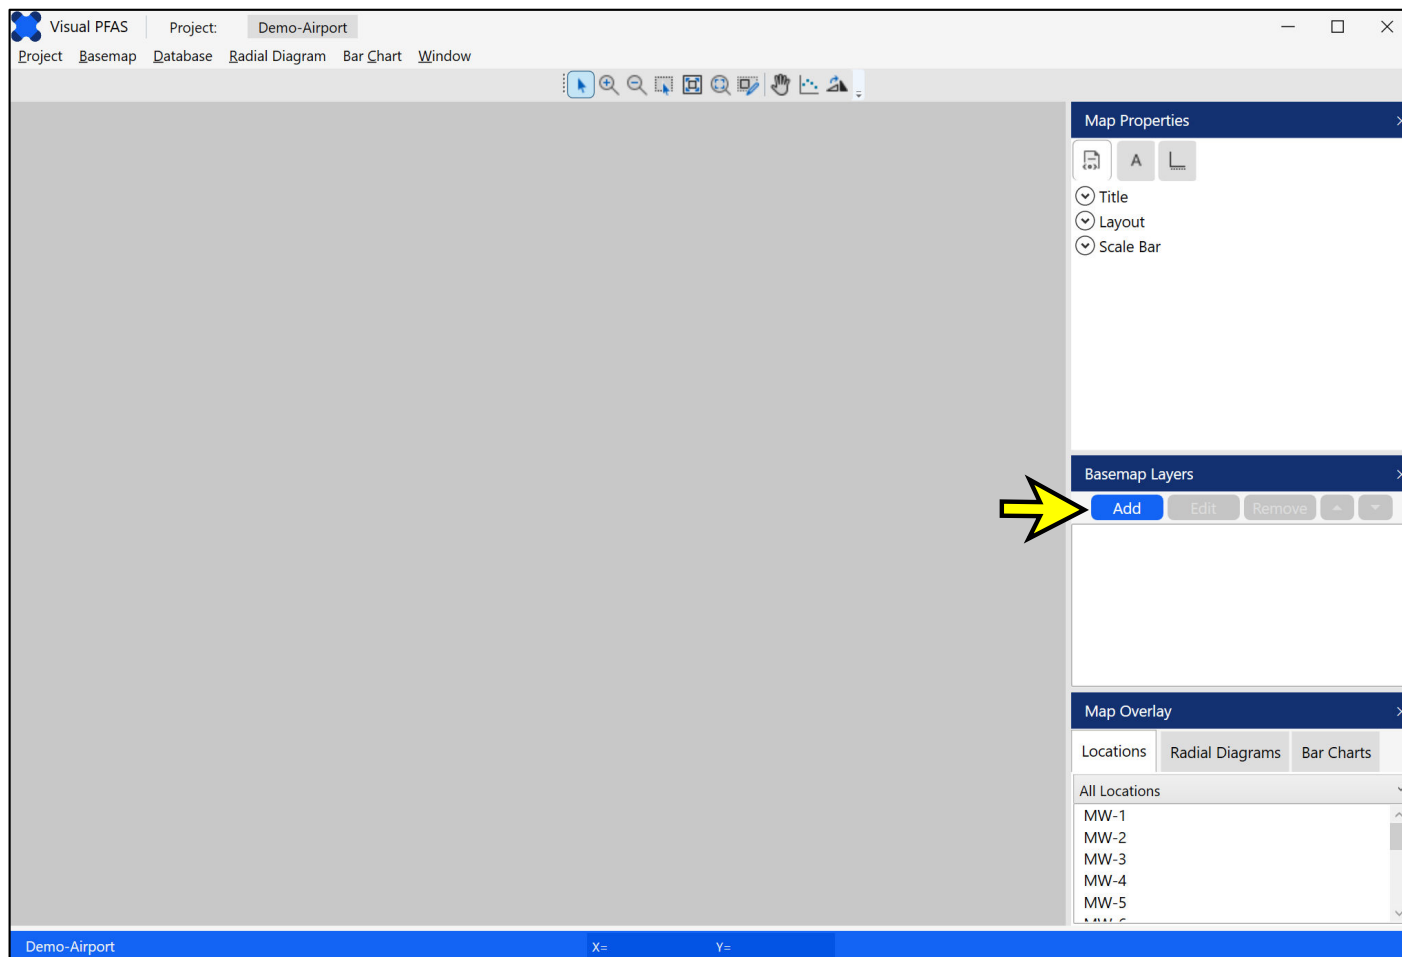 Visual PFAS Project: Demo-Airport
Project Basemap Database Radial Diagram Bar Chart Window
Map Properties
A
Title
Layout
Scale Bar
Basemap Layers
Add Edit Remove
Map Overlay
Locations Radial Diagrams Bar Charts
All Locations
MW-1
MW-2
MW-3
MW-4
MW-5
Demo-Airport X= Y=